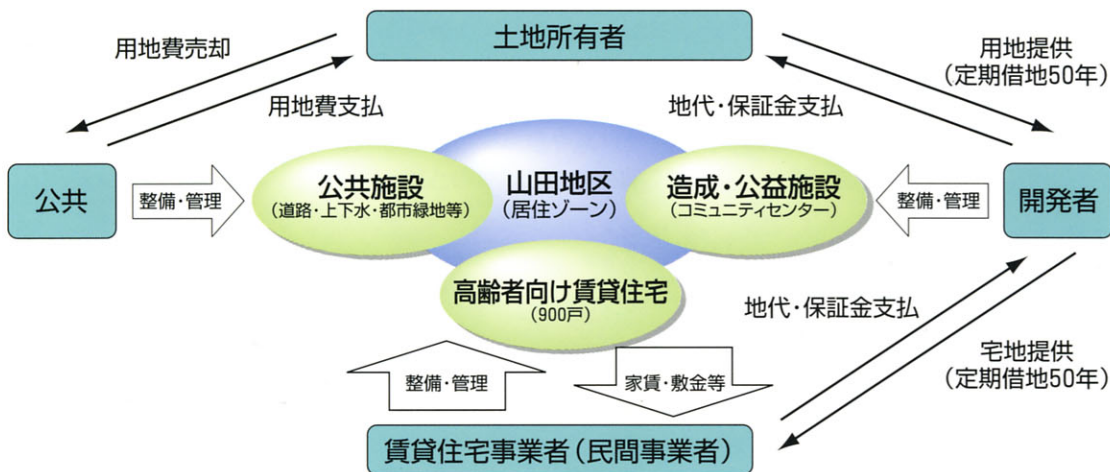 土地所有者
用地費売却
用地費支払
用地提供
(定期借地50年)
地代・保証金支払
公共
整備・管理
公共施設
(道路・上下水・都市緑地等)
山田地区
(居住ゾーン)
造成・公益施設
(コミュニティセンター)
整備・管理
開発者
高齢者向け賃貸住宅
(900戸)
地代・保証金支払
宅地提供
(定期借地50年)
整備・管理
家賃・敷金等
賃貸住宅事業者(民間事業者)